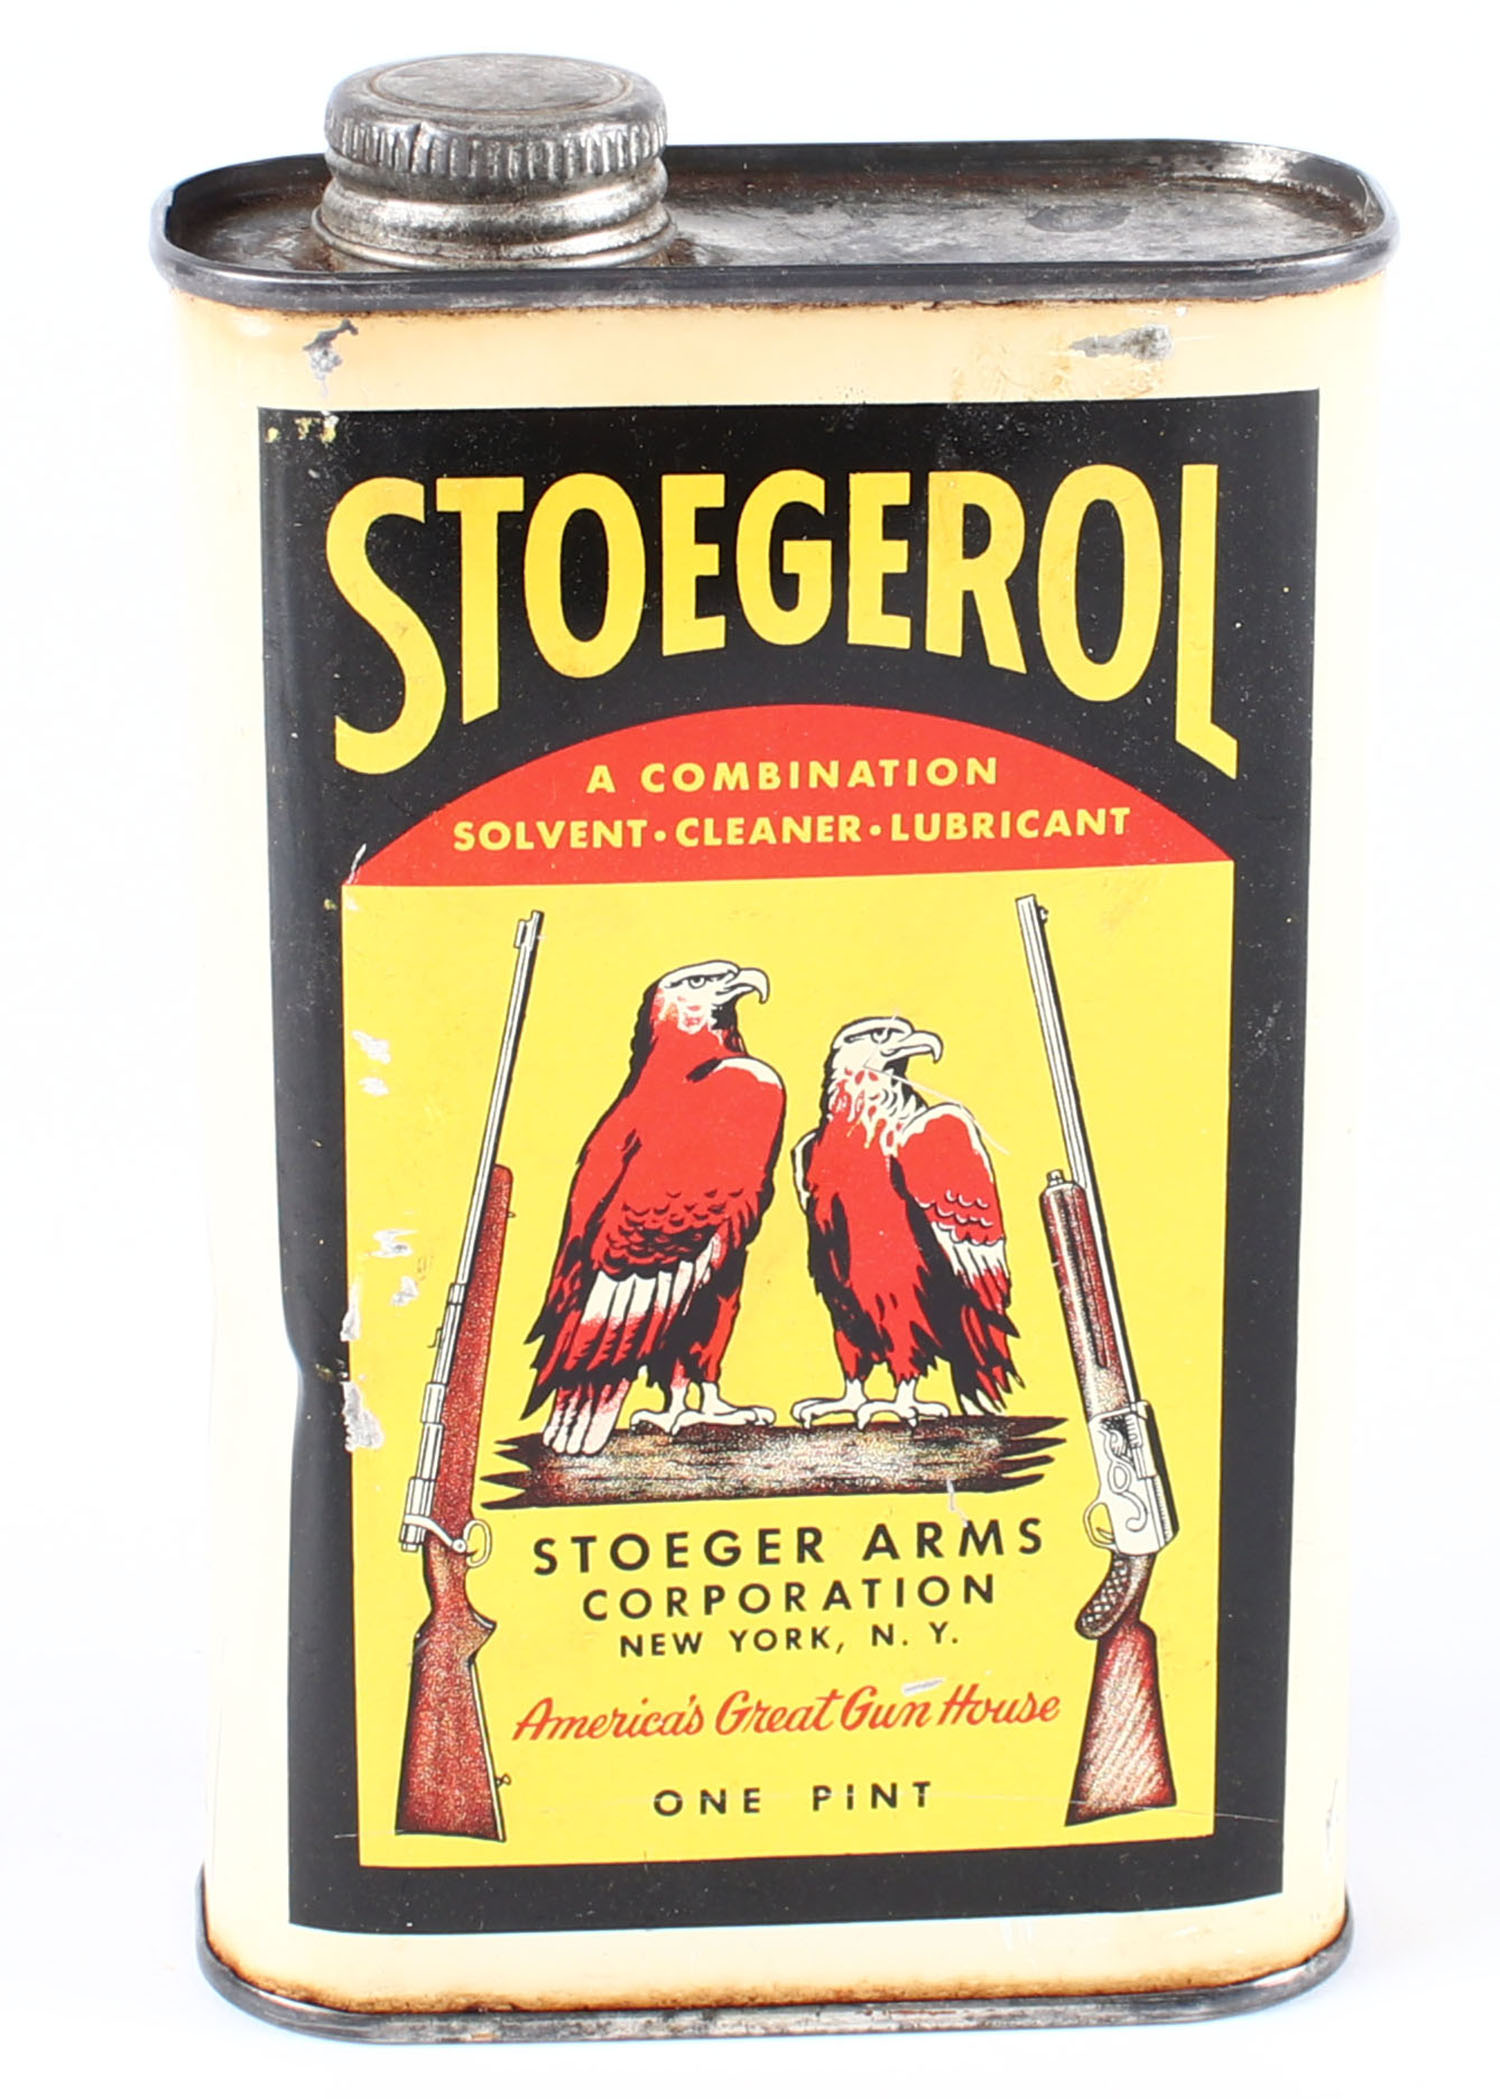 STOEGEROL
A COMBINATION
SOLVENT·CLEANER·LUBRICANT
STOEGER ARMS
CORPORATION
NEW YORK, N. Y.
America's Great Gun House
ONE PINT